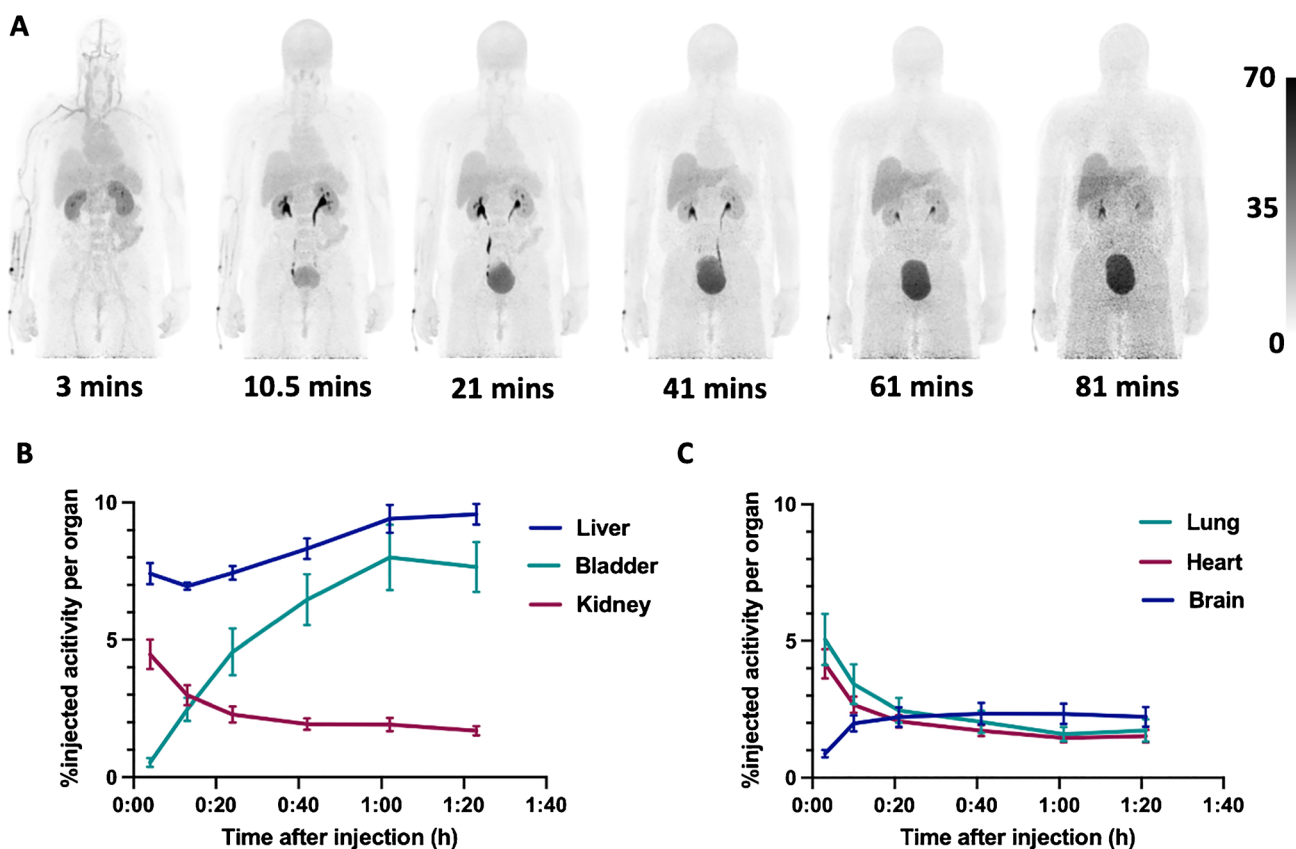 A
70
35
0
3 mins
10.5 mins
21 mins
41 mins
61 mins
81 mins
B
%injected acitivity per organ
10
5
0
0:00
0:20
0:40
1:00
1:20
1:40
Time after injection (h)
Liver
Bladder
Kidney
C
%injected acitivity per organ
10
5
0
0:00
0:20
0:40
1:00
1:20
1:40
Time after injection (h)
Lung
Heart
Brain